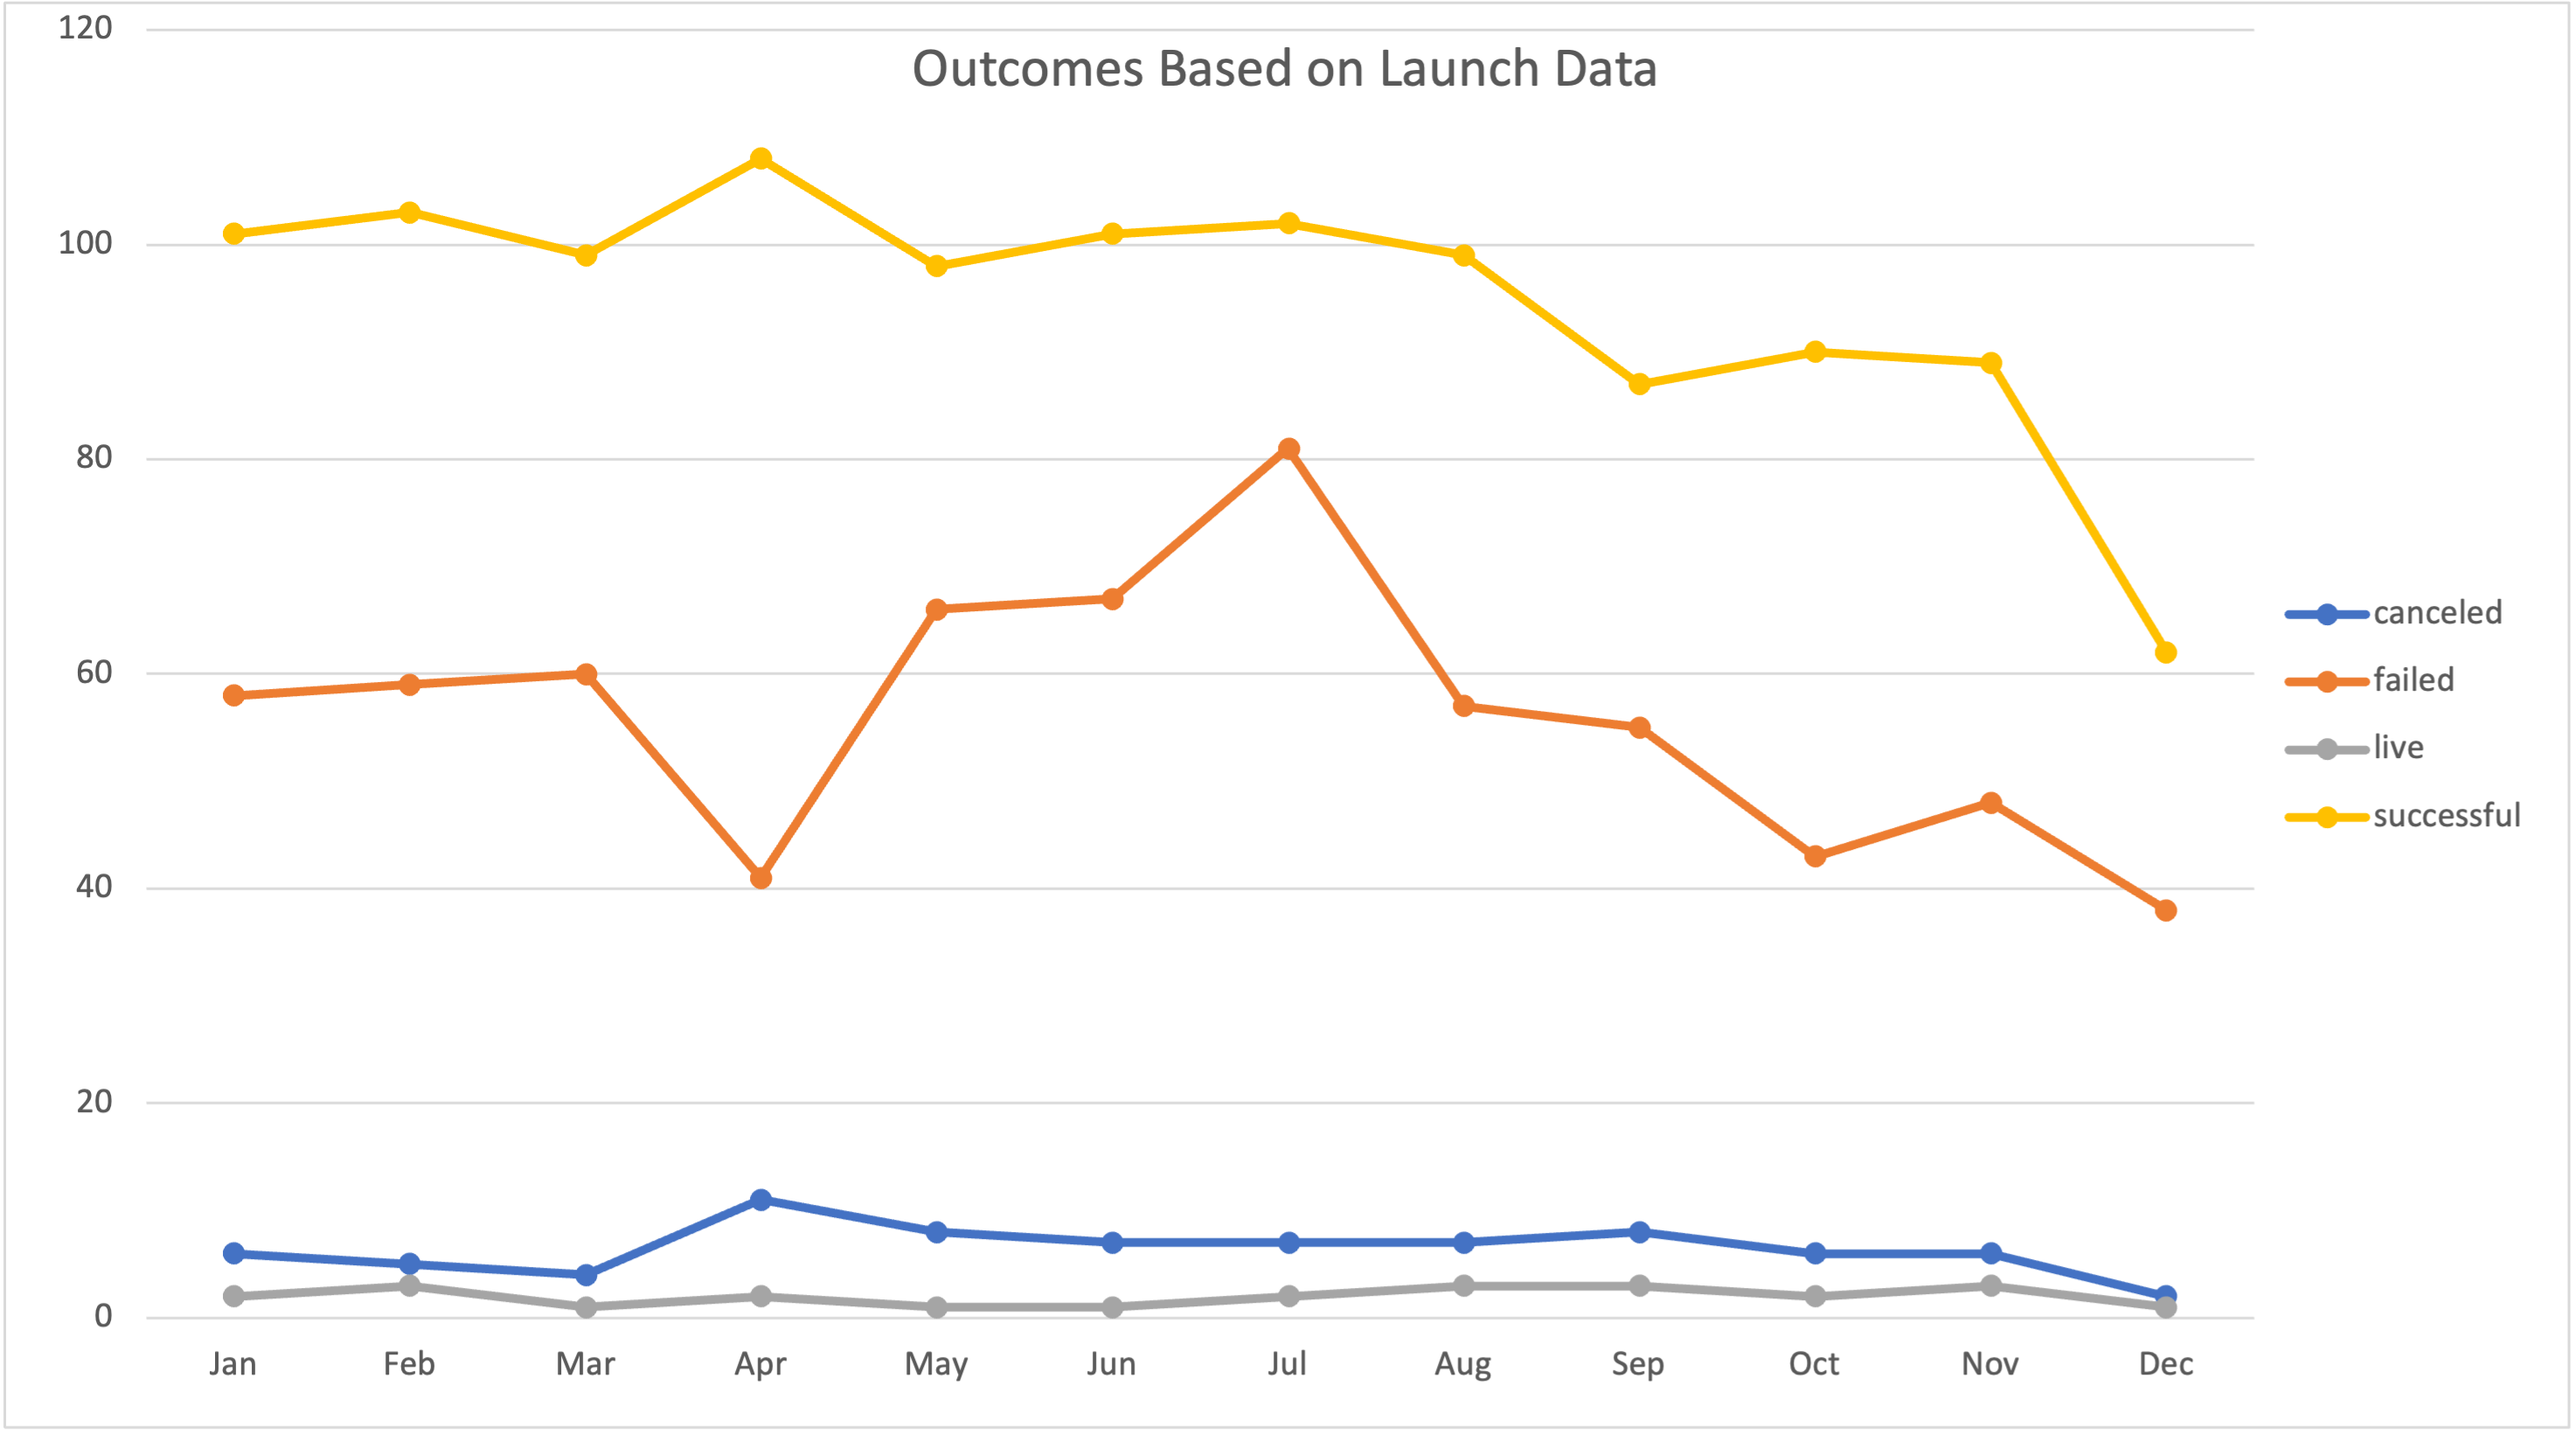 Outcomes Based on Launch Data
120
100
80
60
40
20
0
Jan Feb Mar Apr May Jun Jul Aug Sep Oct Nov Dec
canceled
failed
live
successful